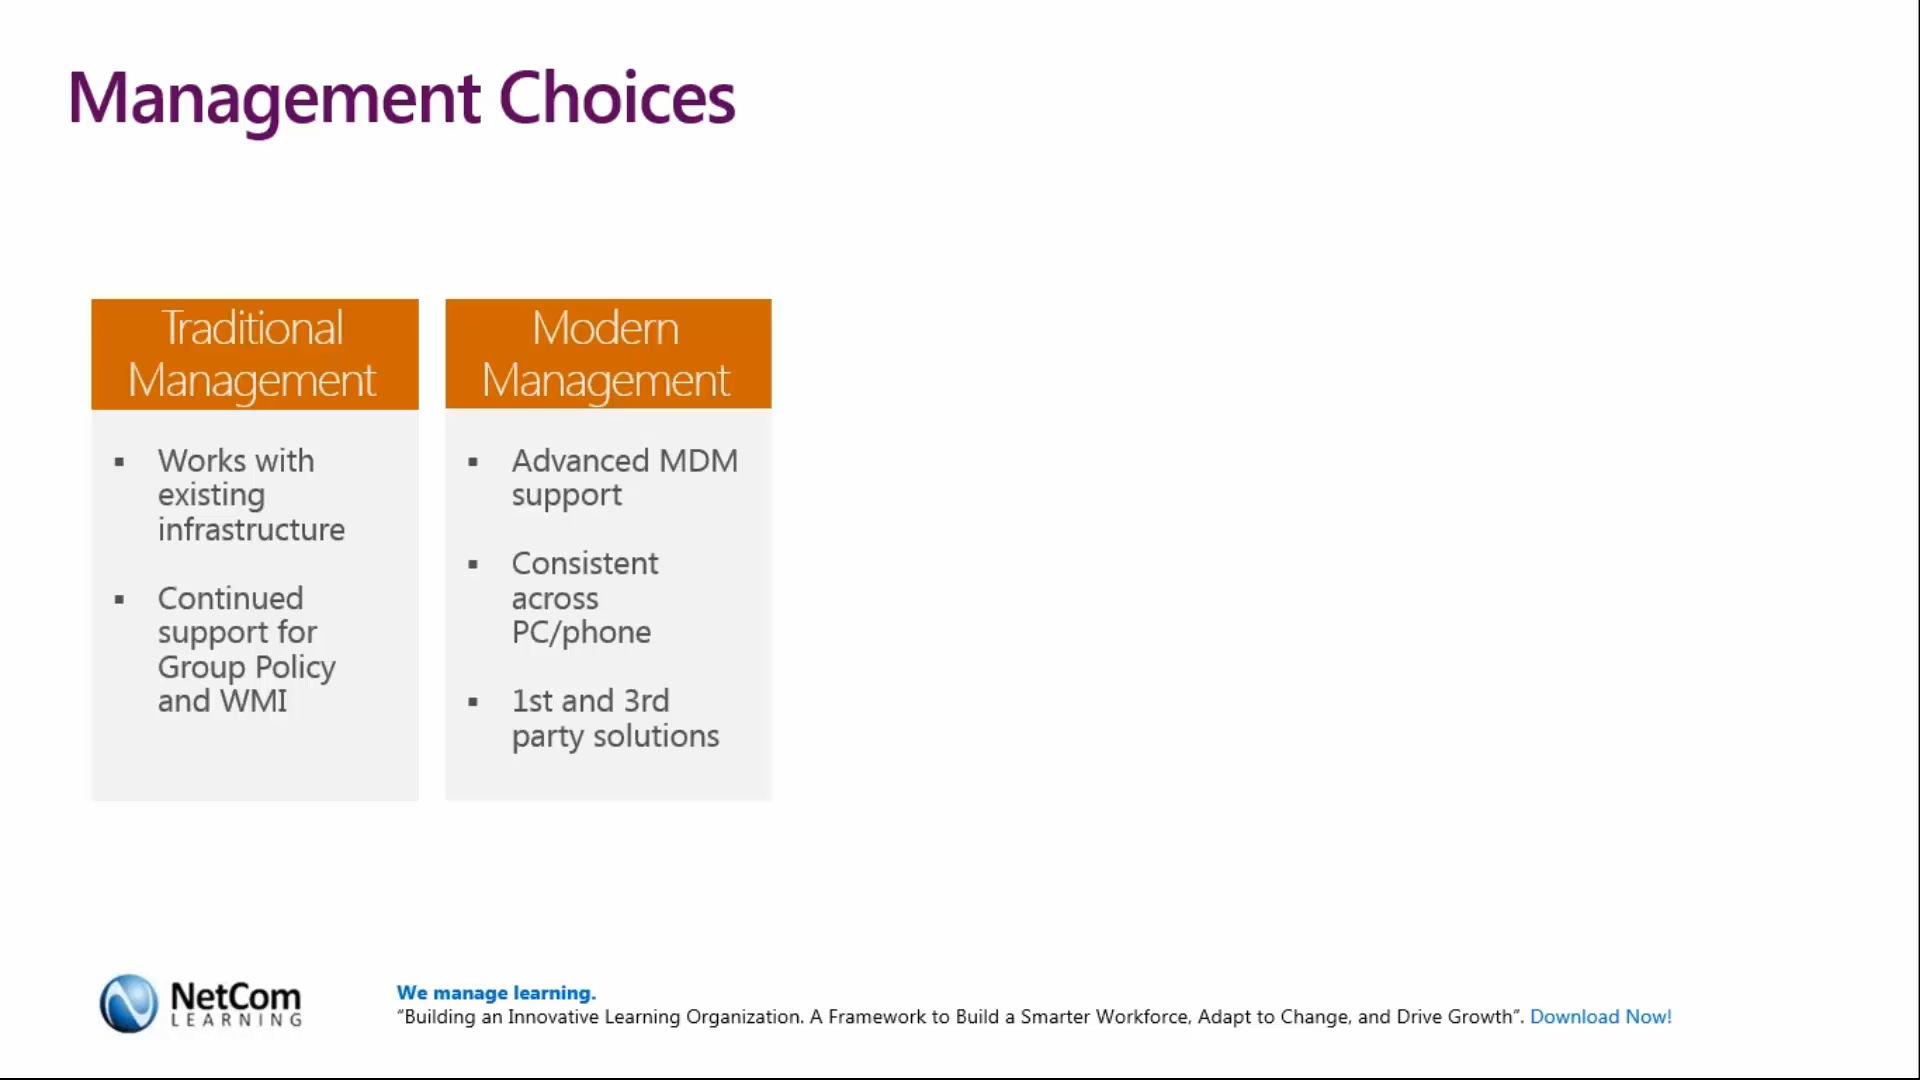 Management Choices
Traditional
Management
▪ Works with
existing
infrastructure
▪ Continued
support for
Group Policy
and WMI
Modern
Management
▪ Advanced MDM
support
▪ Consistent
across
PC/phone
▪ 1st and 3rd
party solutions
NetCom
LEARNING
We manage learning.
“Building an Innovative Learning Organization. A Framework to Build a Smarter Workforce, Adapt to Change, and Drive Growth”. Download Now!